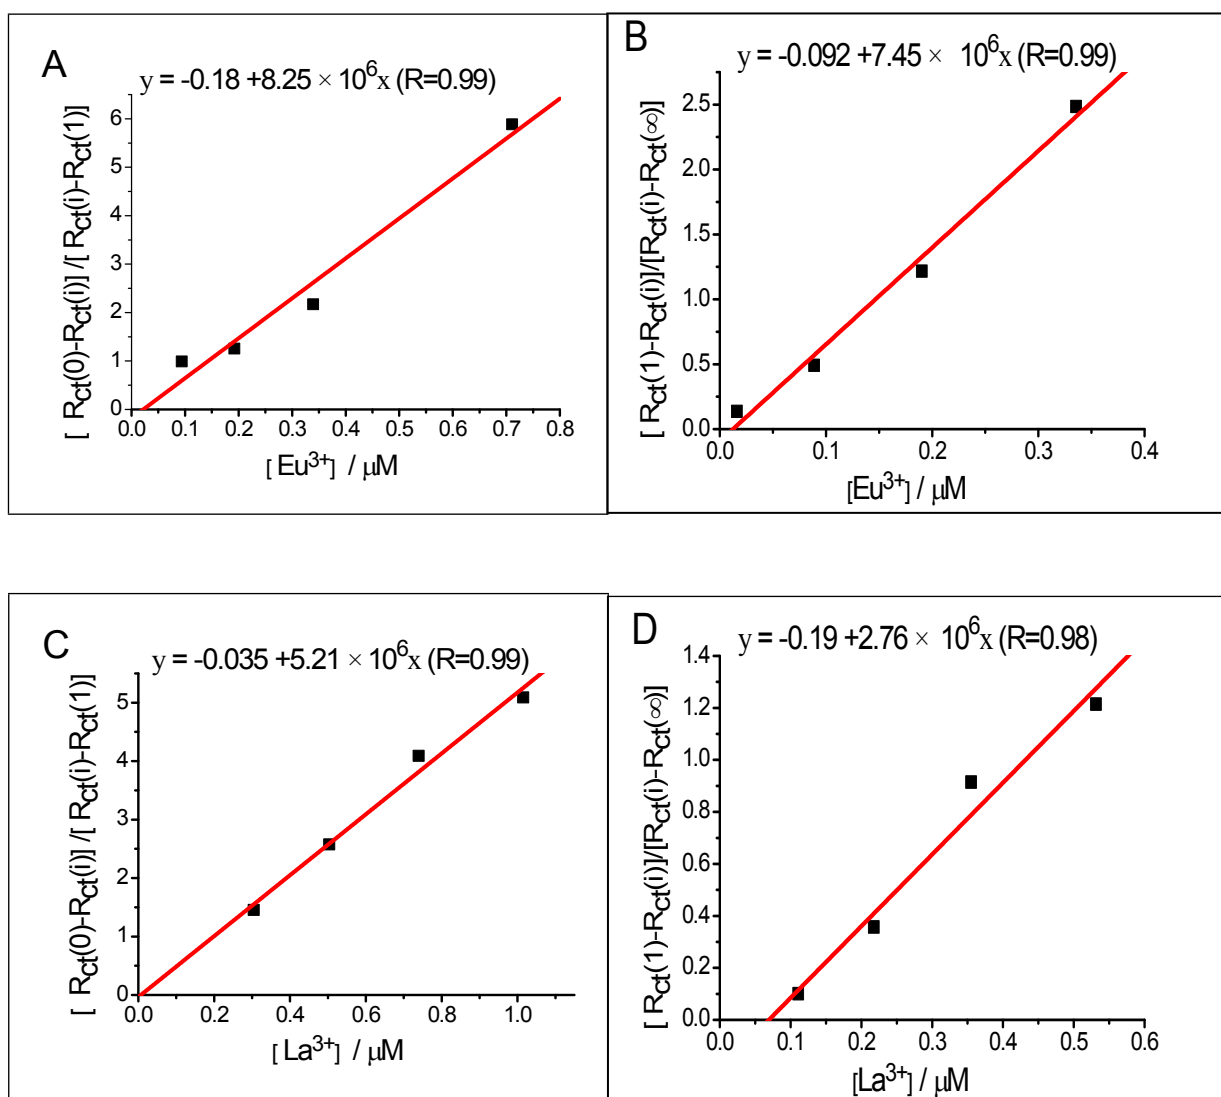 A
y = -0.18 +8.25 × 10⁶x (R=0.99)
[ Rct(0)-Rct(i)] /[ Rct(i)-Rct(1)]
6
5
4
3
2
1
0
0.0 0.1 0.2 0.3 0.4 0.5 0.6 0.7 0.8
[ Eu³⁺] / μM
B
y = -0.092 +7.45 × 10⁶x (R=0.99)
[ Rct(1)-Rct(i)]/[Rct(i)-Rct(∞)]
2.5
2.0
1.5
1.0
0.5
0.0
0.0 0.1 0.2 0.3 0.4
[Eu³⁺] / μM
C
y = -0.035 +5.21 × 10⁶x (R=0.99)
[ Rct(0)-Rct(i)] /[ Rct(i)-Rct(1)]
5
4
3
2
1
0
0.0 0.2 0.4 0.6 0.8 1.0
[ La³⁺] / μM
D
y = -0.19 +2.76 × 10⁶x (R=0.98)
[ Rct(1)-Rct(i)]/[Rct(i)-Rct(∞)]
1.4
1.2
1.0
0.8
0.6
0.4
0.2
0.0
0.0 0.1 0.2 0.3 0.4 0.5 0.6
[La³⁺] / μM